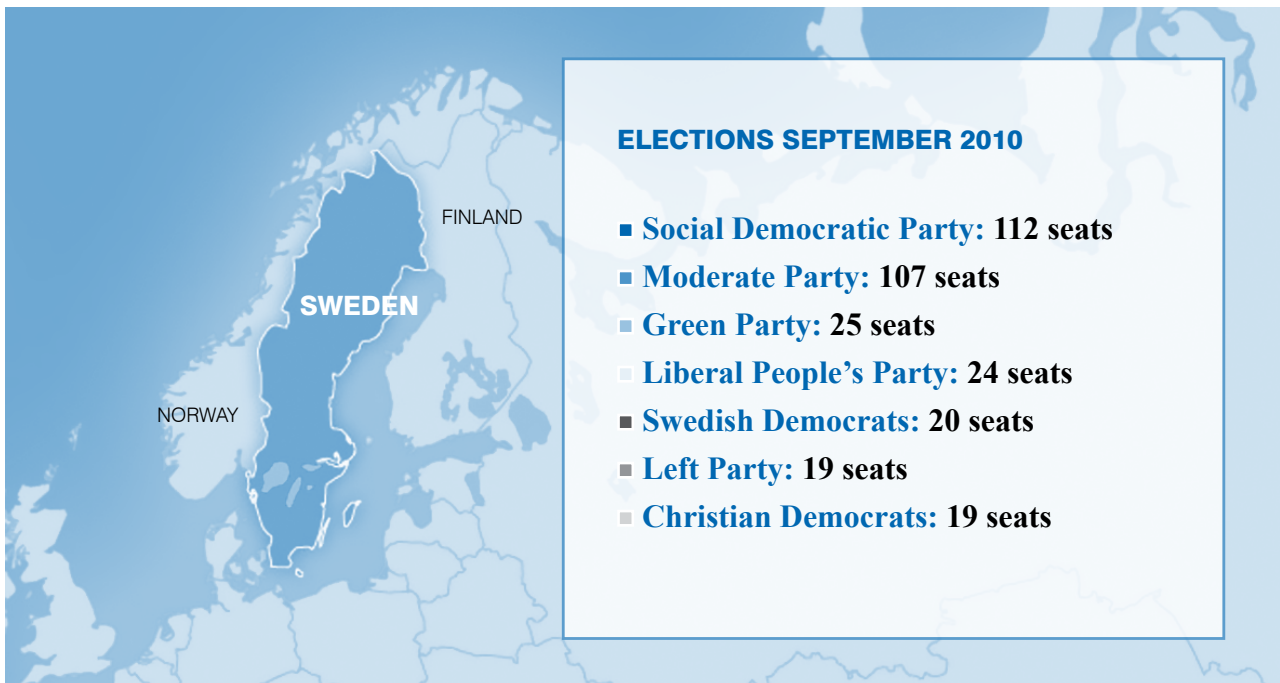 ELECTIONS SEPTEMBER 2010
FINLAND
Social Democratic Party: 112 seats
Moderate Party: 107 seats
SWEDEN
Green Party: 25 seats
Liberal People’s Party: 24 seats
NORWAY
Swedish Democrats: 20 seats
Left Party: 19 seats
Christian Democrats: 19 seats